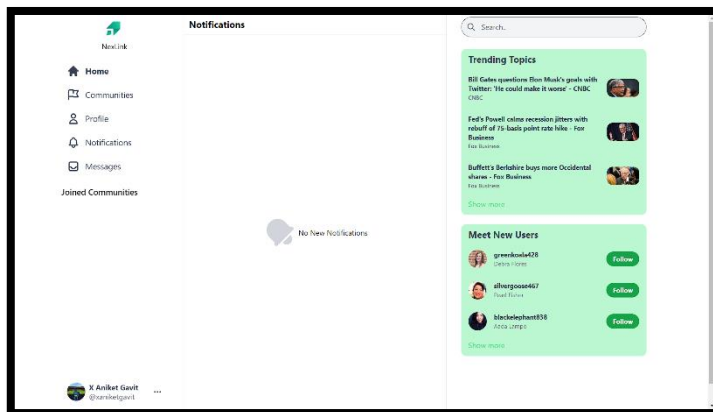 NexLink
Home
Communities
Profile
Notifications
Messages
Joined Communities
X Aniket Gavit
@xaniketgavit
...
Notifications
No New Notifications
Search..
Trending Topics
Bill Gates questions Elon Musk's goals with
Twitter: 'He could make it worse' - CNBC
CNBC
Fed's Powell calms recession jitters with
rebuff of 75-basis point rate hike - Fox
Business
Fox Business
Buffett's Berkshire buys more Occidental
shares - Fox Business
Fox Business
Show more
Meet New Users
greenkoala428
Debra Flores
Follow
silvergoose467
Follow
blackelephant838
Follow
Show more